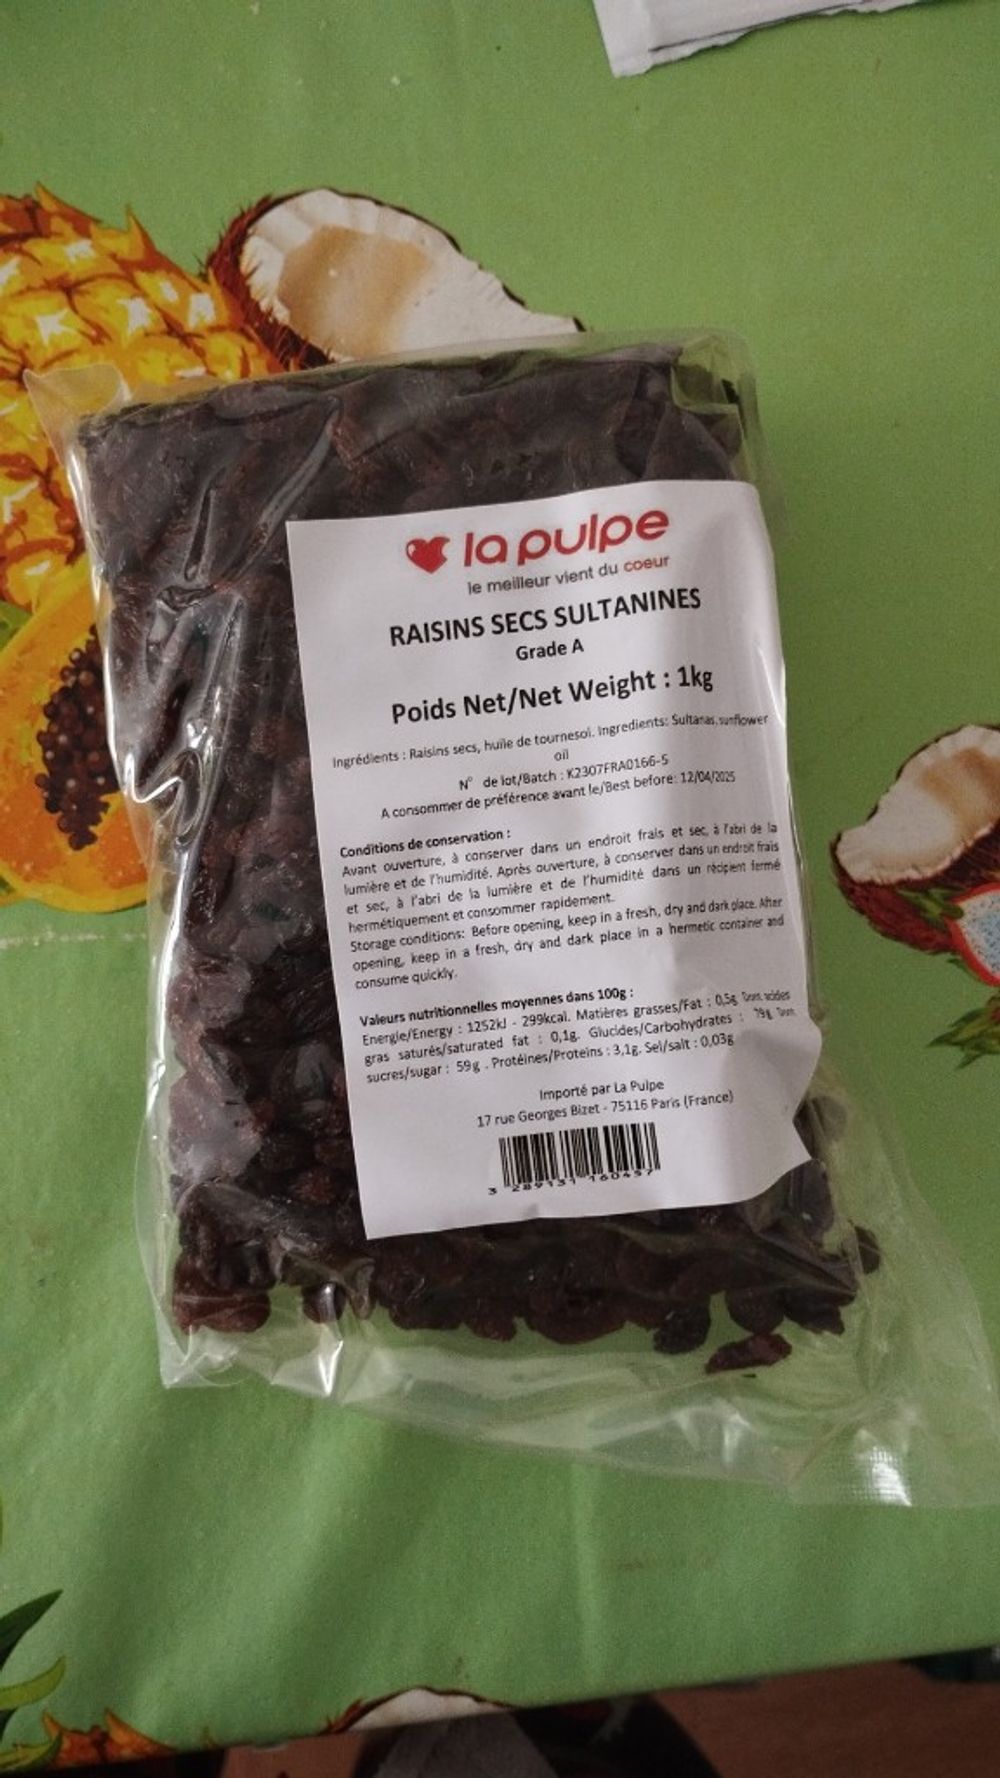 la pulpe
le meilleur vient du coeur
RAISINS SECS SULTANINES
Grade A
Poids Net/Net Weight : 1kg
Ingrédients : Raisins secs, huile de tournesol. Ingredients: Sultanas, sunflower
oil
N° de lot/Batch : K2307FRA0166-5
A consommer de préférence avant le/Best before: 12/04/2025
Conditions de conservation :
Avant ouverture, à conserver dans un endroit frais et sec, à l'abri de la
lumière et de l'humidité. Après ouverture, à conserver dans un endroit frais
et sec, à l'abri de la lumière et de l'humidité dans un récipient fermé
hermétiquement et consommer rapidement.
Storage conditions: Before opening, keep in a fresh, dry and dark place. After
opening, keep in a fresh, dry and dark place in a hermetic container and
consume quickly.
Valeurs nutritionnelles moyennes dans 100g :
Energie/Energy : 1252kJ - 299kcal. Matières grasses/Fat : 0,5g Dont acides
gras saturés/saturated fat : 0,1g. Glucides/Carbohydrates : 79g Dont
sucres/sugar : 59g . Protéines/Proteins : 3,1g. Sel/salt : 0,03g
Importé par La Pulpe
17 rue Georges Bizet - 75116 Paris (France)
3 289131 160457